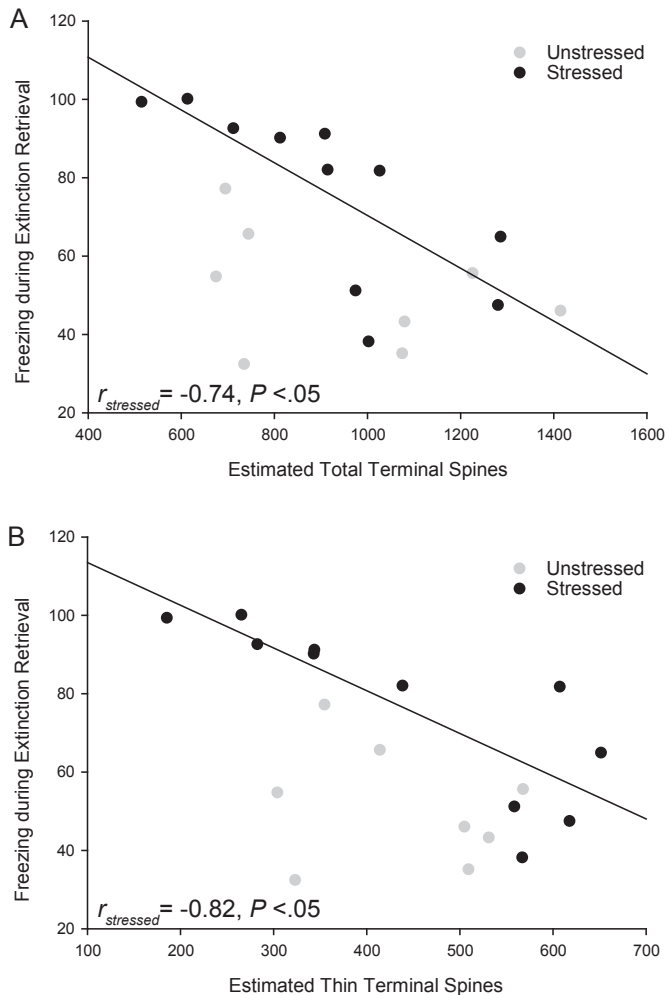 A
120
100
80
60
40
20
Freezing during Extinction Retrieval
Unstressed
Stressed
r stressed = -0.74, P <.05
400 600 800 1000 1200 1400 1600
Estimated Total Terminal Spines
B
120
100
80
60
40
20
Freezing during Extinction Retrieval
Unstressed
Stressed
r stressed = -0.82, P <.05
100 200 300 400 500 600 700
Estimated Thin Terminal Spines